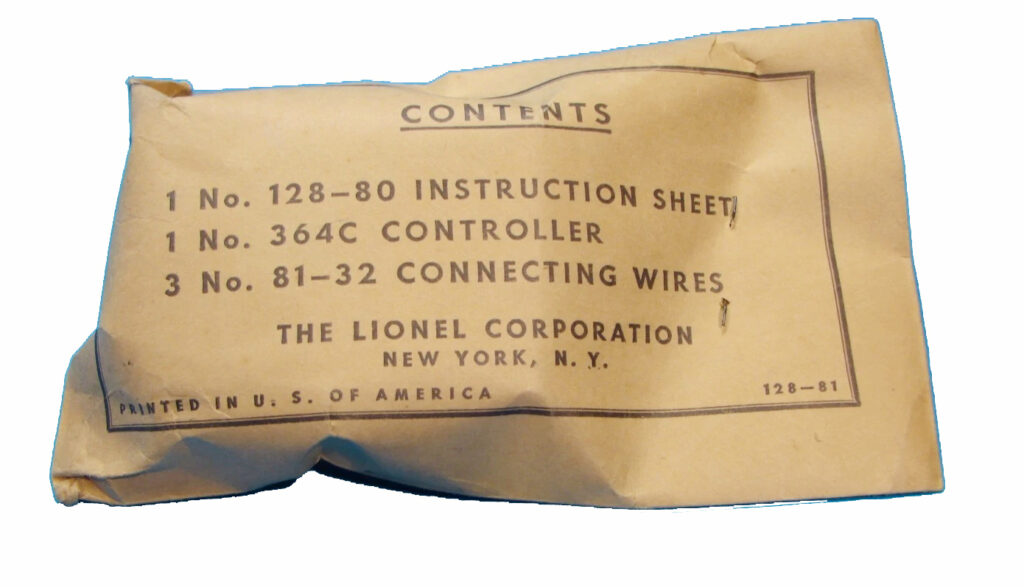 CONTENTS
1 No. 128-80 INSTRUCTION SHEET
1 No. 364C CONTROLLER
3 No. 81-32 CONNECTING WIRES
THE LIONEL CORPORATION
NEW YORK, N. Y.
PRINTED IN U. S. OF AMERICA
128-81